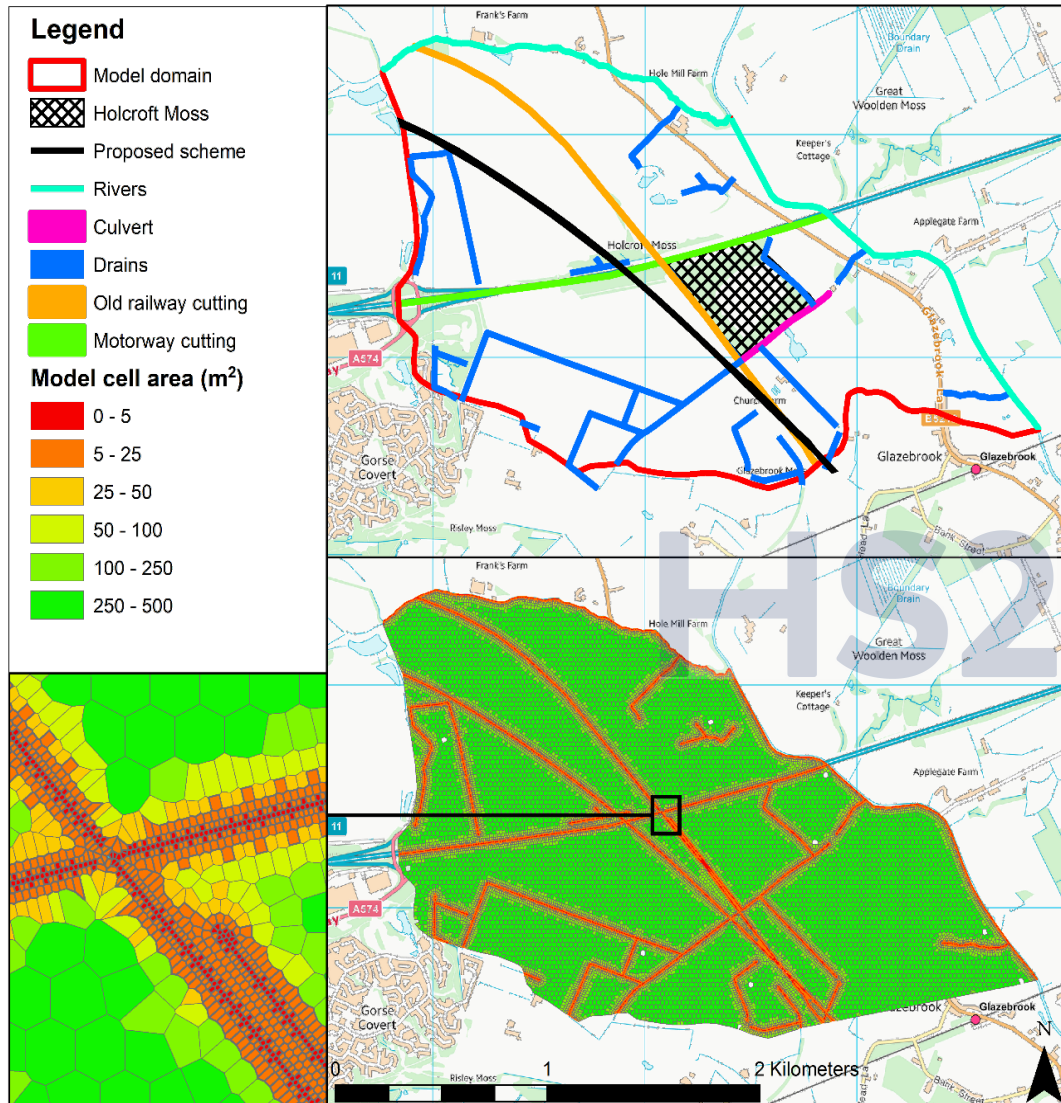 Legend
Model domain
Holcroft Moss
Proposed scheme
Rivers
Culvert
Drains
Old railway cutting
Motorway cutting
Model cell area (m²)
0 - 5
5 - 25
25 - 50
50 - 100
100 - 250
250 - 500
Frank's Farm
Boundary
Drain
Hole Mill Farm
Great
Woolden Moss
Keeper's
Cottage
Applegate Farm
Holcroft Moss
11
A574
Glazebrook
Gorse
Covert
Glazebrook
Glazebrook
Risley Moss
Bank Street
HS2
Frank's Farm
Boundary
Drain
Hole Mill Farm
Great
Woolden Moss
Keeper's
Cottage
Applegate Farm
11
A574
Gorse
Covert
Glazebrook
Risley Moss
0
1
2 Kilometers
N